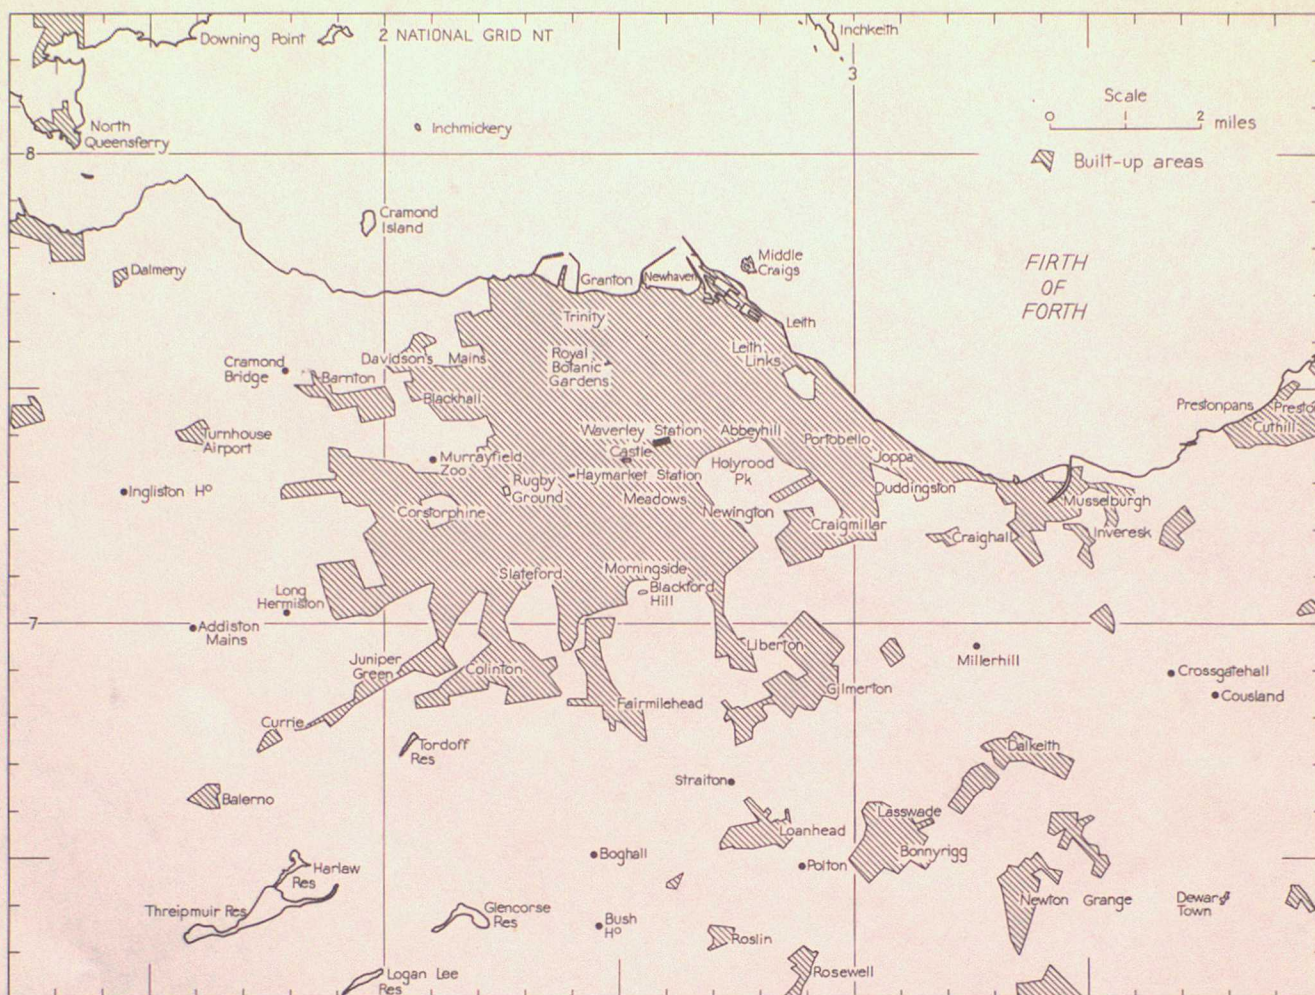 Downing Point
2 NATIONAL GRID NT
Inchkeith
3
Scale
0 1 2 miles
Built-up areas
North
Queensferry
Inchmickery
8
Cramond
Island
Dalmeny
Middle
Craigs
FIRTH
OF
FORTH
Granton
Newhaven
Trinity
Leith
Leith
Links
Davidson's Mains
Royal
Botanic
Gardens
Cramond
Bridge
Barnton
Blackhall
Prestonpans
Preston
Cuthill
Turnhouse
Airport
Waverley Station
Abbeyhill
Portobello
Castle
Joppa
Murrayfield
Zoo
Holyrood
Pk
Haymarket Station
Rugby
Ground
Duddingston
Ingliston Hº
Meadows
Musselburgh
Corstorphine
Newington
Craigmillar
Craighall
Inveresk
Slateford
Morningside
Blackford
Hill
Long
Hermiston
7
Addiston
Mains
Liberton
Millerhill
Juniper
Green
Colinton
Crossgatehall
Gilmerton
Cousland
Fairmilehead
Currie
Tordoff
Res
Dalkeith
Straiton
Balerno
Lasswade
Loanhead
Boghall
Polton
Bonnyrigg
Harlaw
Res
Threipmuir Res
Glencorse
Res
Bush
Hº
Newton Grange
Dewar
Town
Roslin
Logan Lee
Res
Rosewell